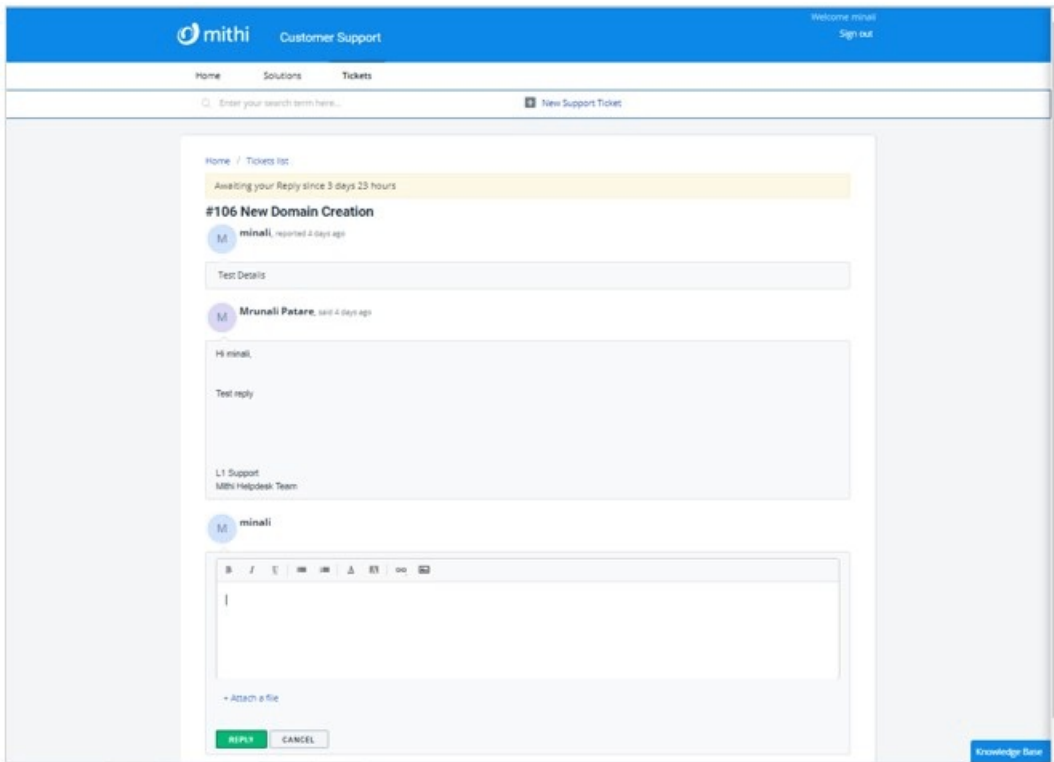 Welcome minali
mithi Customer Support
Sign out
Home Solutions Tickets
Enter your search term here... New Support Ticket
Home / Tickets list
Awaiting your Reply since 3 days 23 hours
#106 New Domain Creation
M minali, reported 4 days ago
Test Details
M Mrunali Patare, said 4 days ago
Hi minali,
Test reply
L1 Support
Mithi Helpdesk Team
M minali
B I U A
+ Attach a file
REPLY CANCEL
Knowledge Base